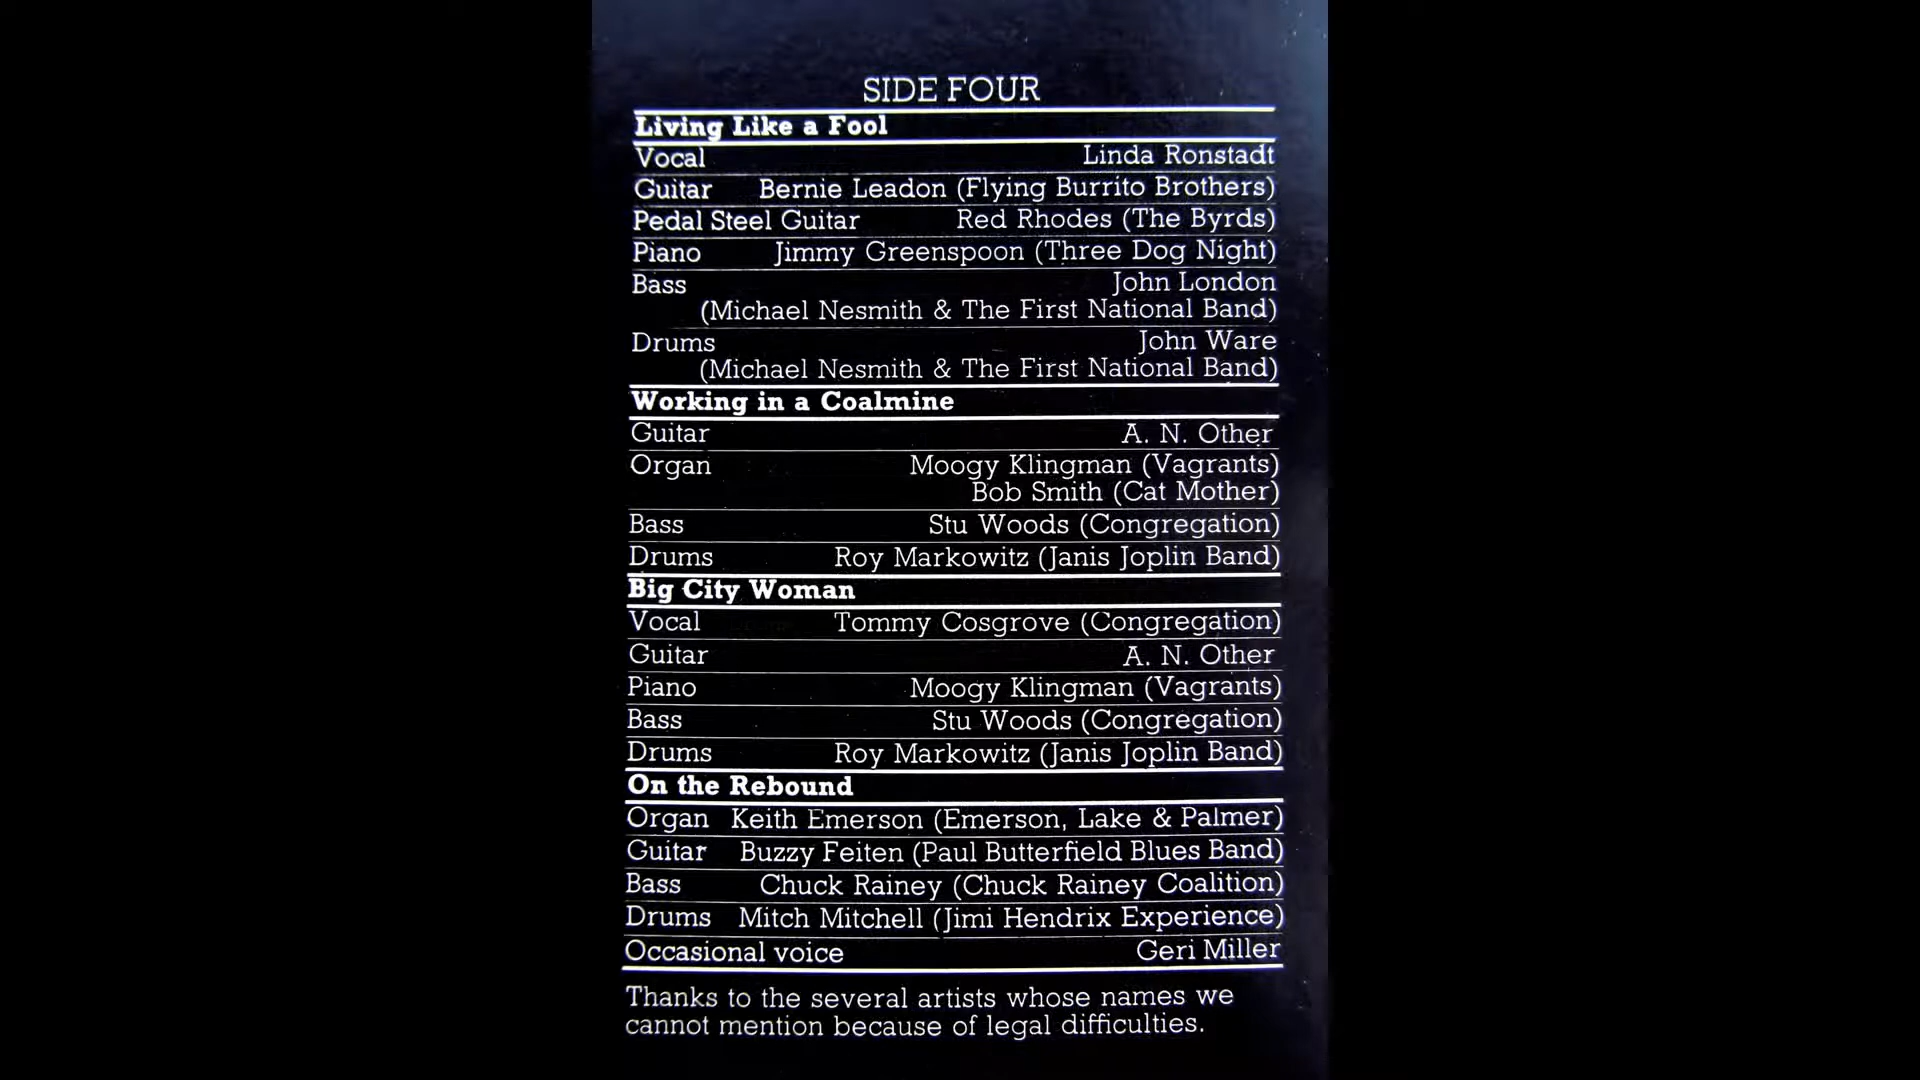 SIDE FOUR
Living Like a Fool
Vocal Linda Ronstadt
Guitar Bernie Leadon (Flying Burrito Brothers)
Pedal Steel Guitar Red Rhodes (The Byrds)
Piano Jimmy Greenspoon (Three Dog Night)
Bass John London
(Michael Nesmith & The First National Band)
Drums John Ware
(Michael Nesmith & The First National Band)
Working in a Coalmine
Guitar A. N. Other
Organ Moogy Klingman (Vagrants)
Bob Smith (Cat Mother)
Bass Stu Woods (Congregation)
Drums Roy Markowitz (Janis Joplin Band)
Big City Woman
Vocal Tommy Cosgrove (Congregation)
Guitar A. N. Other
Piano Moogy Klingman (Vagrants)
Bass Stu Woods (Congregation)
Drums Roy Markowitz (Janis Joplin Band)
On the Rebound
Organ Keith Emerson (Emerson, Lake & Palmer)
Guitar Buzzy Feiten (Paul Butterfield Blues Band)
Bass Chuck Rainey (Chuck Rainey Coalition)
Drums Mitch Mitchell (Jimi Hendrix Experience)
Occasional voice Geri Miller
Thanks to the several artists whose names we
cannot mention because of legal difficulties.